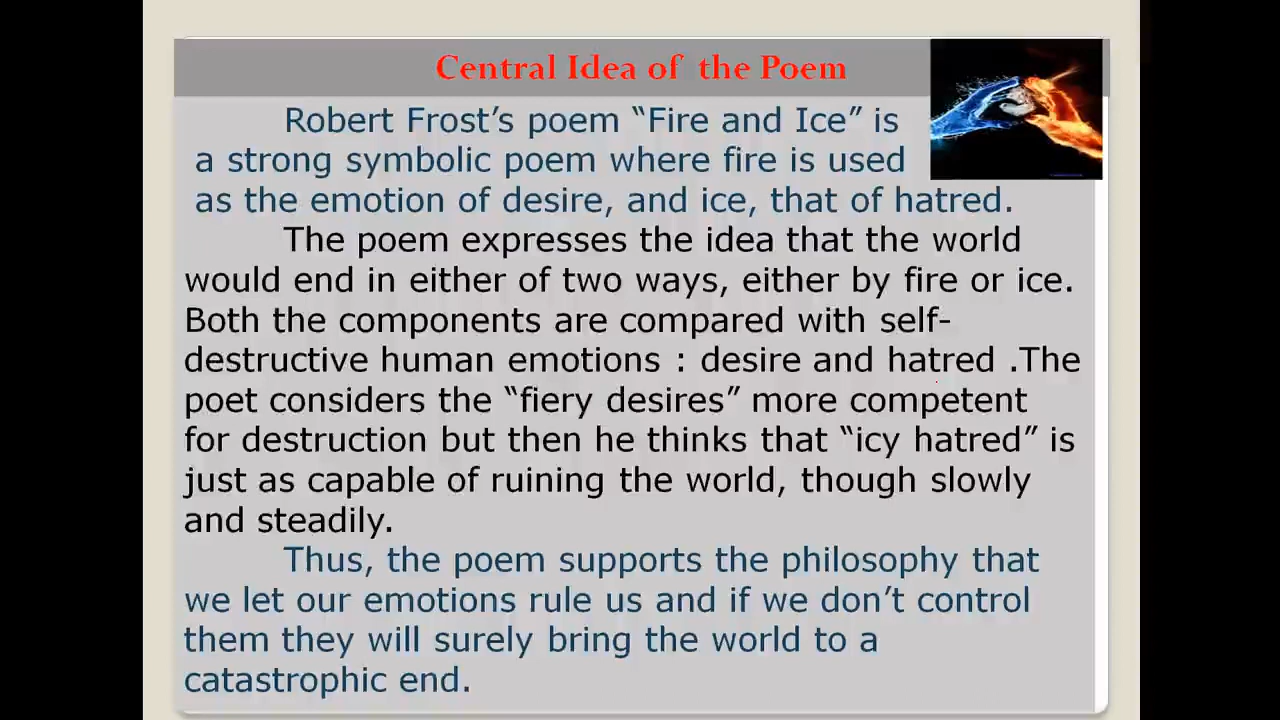 Central Idea of the Poem
Robert Frost’s poem “Fire and Ice” is
a strong symbolic poem where fire is used
as the emotion of desire, and ice, that of hatred.
The poem expresses the idea that the world
would end in either of two ways, either by fire or ice.
Both the components are compared with self-
destructive human emotions : desire and hatred .The
poet considers the “fiery desires” more competent
for destruction but then he thinks that “icy hatred” is
just as capable of ruining the world, though slowly
and steadily.
Thus, the poem supports the philosophy that
we let our emotions rule us and if we don’t control
them they will surely bring the world to a
catastrophic end.